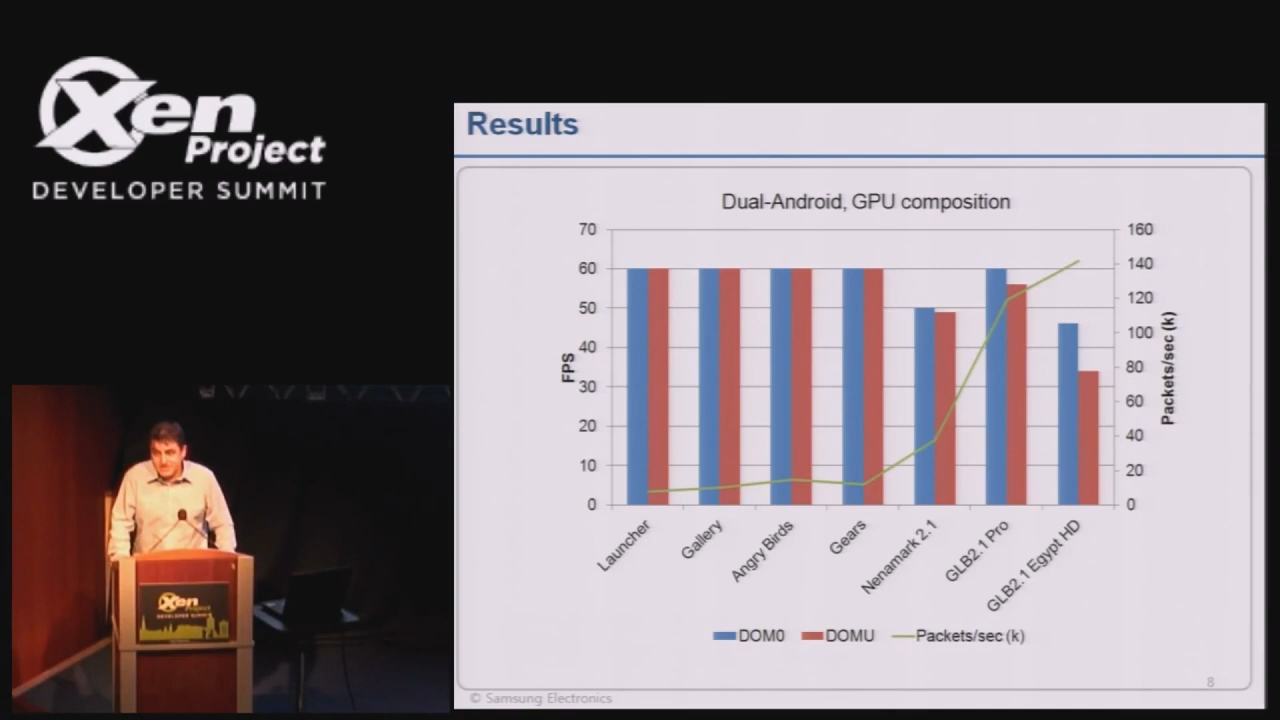 Xen
Project
DEVELOPER SUMMIT
Results
Dual-Android, GPU composition
70
60
50
40
30
20
10
0
FPS
160
140
120
100
80
60
40
20
0
Packets/sec (k)
Launcher
Gallery
Angry Birds
Gears
Nenamark 2.1
GLB2.1 Pro
GLB2.1 Egypt HD
DOM0
DOMU
Packets/sec (k)
8
© Samsung Electronics
Xen
Project
DEVELOPER SUMMIT